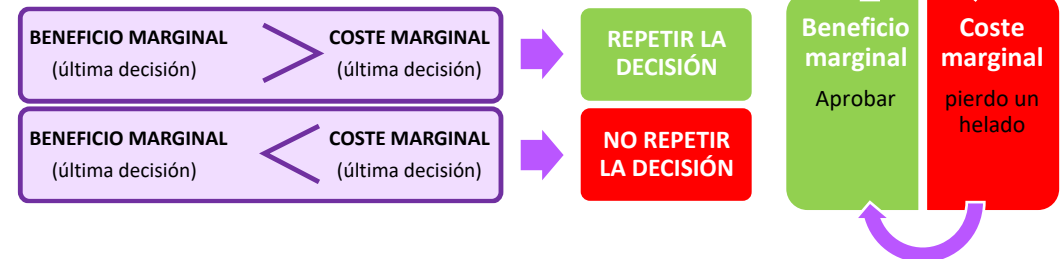 BENEFICIO MARGINAL
(última decisión)
COSTE MARGINAL
(última decisión)
REPETIR LA
DECISIÓN
BENEFICIO MARGINAL
(última decisión)
COSTE MARGINAL
(última decisión)
NO REPETIR
LA DECISIÓN
Beneficio
marginal
Aprobar
Coste
marginal
pierdo un
helado